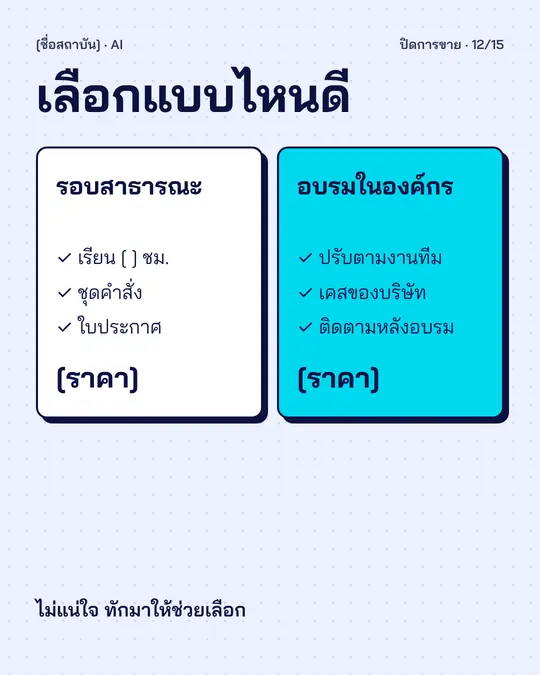 [ชื่อสถาบัน] · AI
ปิดการขาย · 12/15
เลือกแบบไหนดี
รอบสาธารณะ
✓ เรียน [ ] ชม.
✓ ชุดคำสั่ง
✓ ใบประกาศ
[ราคา]
อบรมในองค์กร
✓ ปรับตามงานทีม
✓ เคสของบริษัท
✓ ติดตามหลังอบรม
[ราคา]
ไม่แน่ใจ ทักมาให้ช่วยเลือก